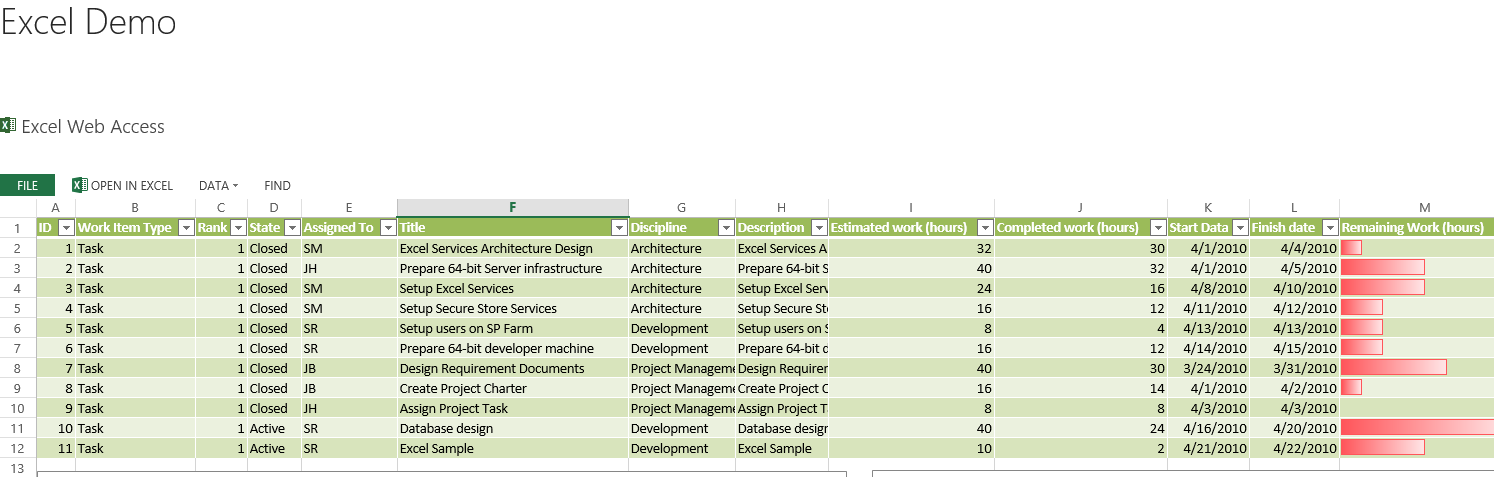 Excel Demo
Excel Web Access
FILE OPEN IN EXCEL DATA FIND
A B C D E F G H I J K L M
1 ID Work Item Type Rank State Assigned To Title Discipline Description Estimated work (hours) Completed work (hours) Start Data Finish date Remaining Work (hours)
2 1 Task 1 Closed SM Excel Services Architecture Design Architecture Excel Services A 32 30 4/1/2010 4/4/2010
3 2 Task 1 Closed JH Prepare 64-bit Server infrastructure Architecture Prepare 64-bit S 40 32 4/1/2010 4/5/2010
4 3 Task 1 Closed SM Setup Excel Services Architecture Setup Excel Serv 24 16 4/8/2010 4/10/2010
5 4 Task 1 Closed SM Setup Secure Store Services Architecture Setup Secure Sto 16 12 4/11/2010 4/12/2010
6 5 Task 1 Closed SR Setup users on SP Farm Development Setup users on S 8 4 4/13/2010 4/13/2010
7 6 Task 1 Closed SR Prepare 64-bit developer machine Development Prepare 64-bit d 16 12 4/14/2010 4/15/2010
8 7 Task 1 Closed JB Design Requirement Documents Project Managem Design Requirer 40 30 3/24/2010 3/31/2010
9 8 Task 1 Closed JB Create Project Charter Project Managem Create Project C 16 14 4/1/2010 4/2/2010
10 9 Task 1 Closed JH Assign Project Task Project Managem Assign Project T 8 8 4/3/2010 4/3/2010
11 10 Task 1 Active SR Database design Development Database design 40 24 4/16/2010 4/20/2010
12 11 Task 1 Active SR Excel Sample Development Excel Sample 10 2 4/21/2010 4/22/2010
13